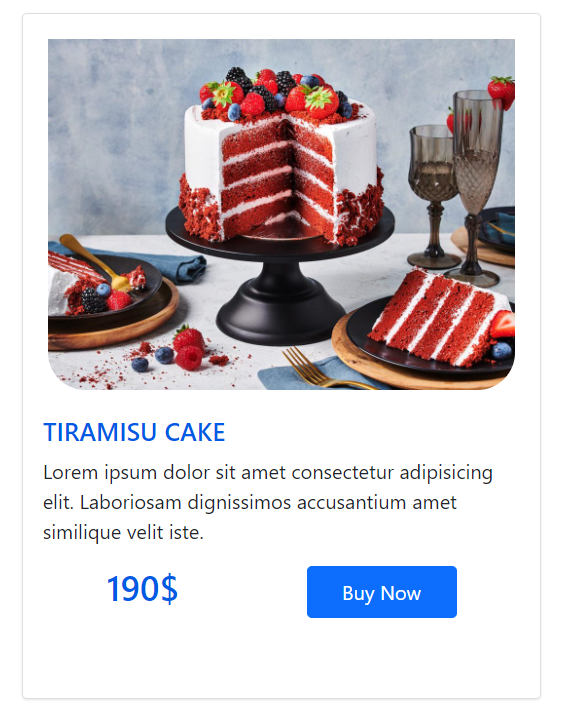 TIRAMISU CAKE
Lorem ipsum dolor sit amet consectetur adipisicing
elit. Laboriosam dignissimos accusantium amet
similique velit iste.
190$
Buy Now